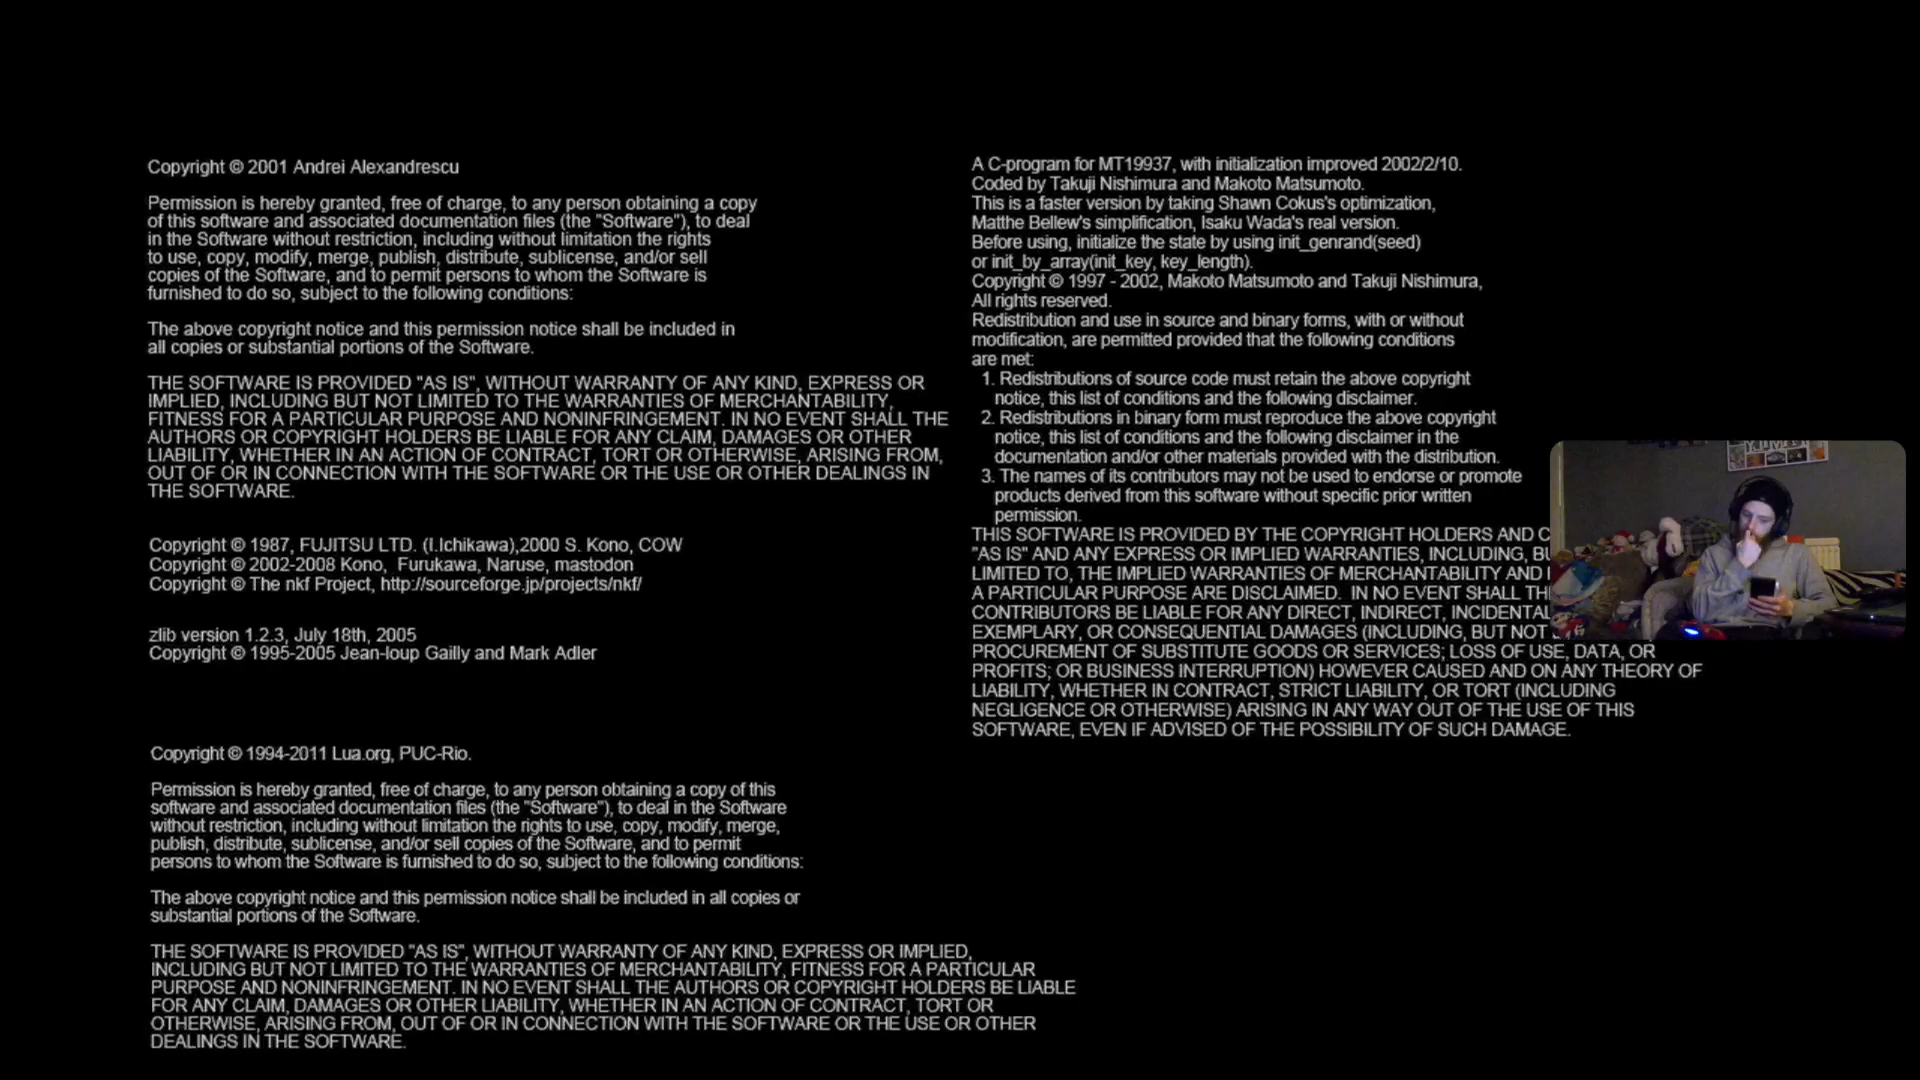 Copyright © 2001 Andrei Alexandrescu
Permission is hereby granted, free of charge, to any person obtaining a copy
of this software and associated documentation files (the "Software"), to deal
in the Software without restriction, including without limitation the rights
to use, copy, modify, merge, publish, distribute, sublicense, and/or sell
copies of the Software, and to permit persons to whom the Software is
furnished to do so, subject to the following conditions:
The above copyright notice and this permission notice shall be included in
all copies or substantial portions of the Software.
THE SOFTWARE IS PROVIDED "AS IS", WITHOUT WARRANTY OF ANY KIND, EXPRESS OR
IMPLIED, INCLUDING BUT NOT LIMITED TO THE WARRANTIES OF MERCHANTABILITY,
FITNESS FOR A PARTICULAR PURPOSE AND NONINFRINGEMENT. IN NO EVENT SHALL THE
AUTHORS OR COPYRIGHT HOLDERS BE LIABLE FOR ANY CLAIM, DAMAGES OR OTHER
LIABILITY, WHETHER IN AN ACTION OF CONTRACT, TORT OR OTHERWISE, ARISING FROM,
OUT OF OR IN CONNECTION WITH THE SOFTWARE OR THE USE OR OTHER DEALINGS IN
THE SOFTWARE.
Copyright © 1987, FUJITSU LTD. (I.Ichikawa),2000 S. Kono, COW
Copyright © 2002-2008 Kono, Furukawa, Naruse, mastodon
Copyright © The nkf Project, http://sourceforge.jp/projects/nkf/
zlib version 1.2.3, July 18th, 2005
Copyright © 1995-2005 Jean-loup Gailly and Mark Adler
Copyright © 1994-2011 Lua.org, PUC-Rio.
Permission is hereby granted, free of charge, to any person obtaining a copy of this
software and associated documentation files (the "Software"), to deal in the Software
without restriction, including without limitation the rights to use, copy, modify, merge,
publish, distribute, sublicense, and/or sell copies of the Software, and to permit
persons to whom the Software is furnished to do so, subject to the following conditions:
The above copyright notice and this permission notice shall be included in all copies or
substantial portions of the Software.
THE SOFTWARE IS PROVIDED "AS IS", WITHOUT WARRANTY OF ANY KIND, EXPRESS OR IMPLIED,
INCLUDING BUT NOT LIMITED TO THE WARRANTIES OF MERCHANTABILITY, FITNESS FOR A PARTICULAR
PURPOSE AND NONINFRINGEMENT. IN NO EVENT SHALL THE AUTHORS OR COPYRIGHT HOLDERS BE LIABLE
FOR ANY CLAIM, DAMAGES OR OTHER LIABILITY, WHETHER IN AN ACTION OF CONTRACT, TORT OR
OTHERWISE, ARISING FROM, OUT OF OR IN CONNECTION WITH THE SOFTWARE OR THE USE OR OTHER
DEALINGS IN THE SOFTWARE.
A C-program for MT19937, with initialization improved 2002/2/10.
Coded by Takuji Nishimura and Makoto Matsumoto.
This is a faster version by taking Shawn Cokus's optimization,
Matthe Bellew's simplification, Isaku Wada's real version.
Before using, initialize the state by using init_genrand(seed)
or init_by_array(init_key, key_length).
Copyright © 1997 - 2002, Makoto Matsumoto and Takuji Nishimura,
All rights reserved.
Redistribution and use in source and binary forms, with or without
modification, are permitted provided that the following conditions
are met:
1. Redistributions of source code must retain the above copyright
notice, this list of conditions and the following disclaimer.
2. Redistributions in binary form must reproduce the above copyright
notice, this list of conditions and the following disclaimer in the
documentation and/or other materials provided with the distribution.
3. The names of its contributors may not be used to endorse or promote
products derived from this software without specific prior written
permission.
THIS SOFTWARE IS PROVIDED BY THE COPYRIGHT HOLDERS AND
"AS IS" AND ANY EXPRESS OR IMPLIED WARRANTIES, INCLUDING,
LIMITED TO, THE IMPLIED WARRANTIES OF MERCHANTABILITY AND
A PARTICULAR PURPOSE ARE DISCLAIMED. IN NO EVENT SHALL
CONTRIBUTORS BE LIABLE FOR ANY DIRECT, INDIRECT, INCIDENTAL
EXEMPLARY, OR CONSEQUENTIAL DAMAGES (INCLUDING, BUT NOT
PROCUREMENT OF SUBSTITUTE GOODS OR SERVICES; LOSS OF USE, DATA, OR
PROFITS; OR BUSINESS INTERRUPTION) HOWEVER CAUSED AND ON ANY THEORY OF
LIABILITY, WHETHER IN CONTRACT, STRICT LIABILITY, OR TORT (INCLUDING
NEGLIGENCE OR OTHERWISE) ARISING IN ANY WAY OUT OF THE USE OF THIS
SOFTWARE, EVEN IF ADVISED OF THE POSSIBILITY OF SUCH DAMAGE.